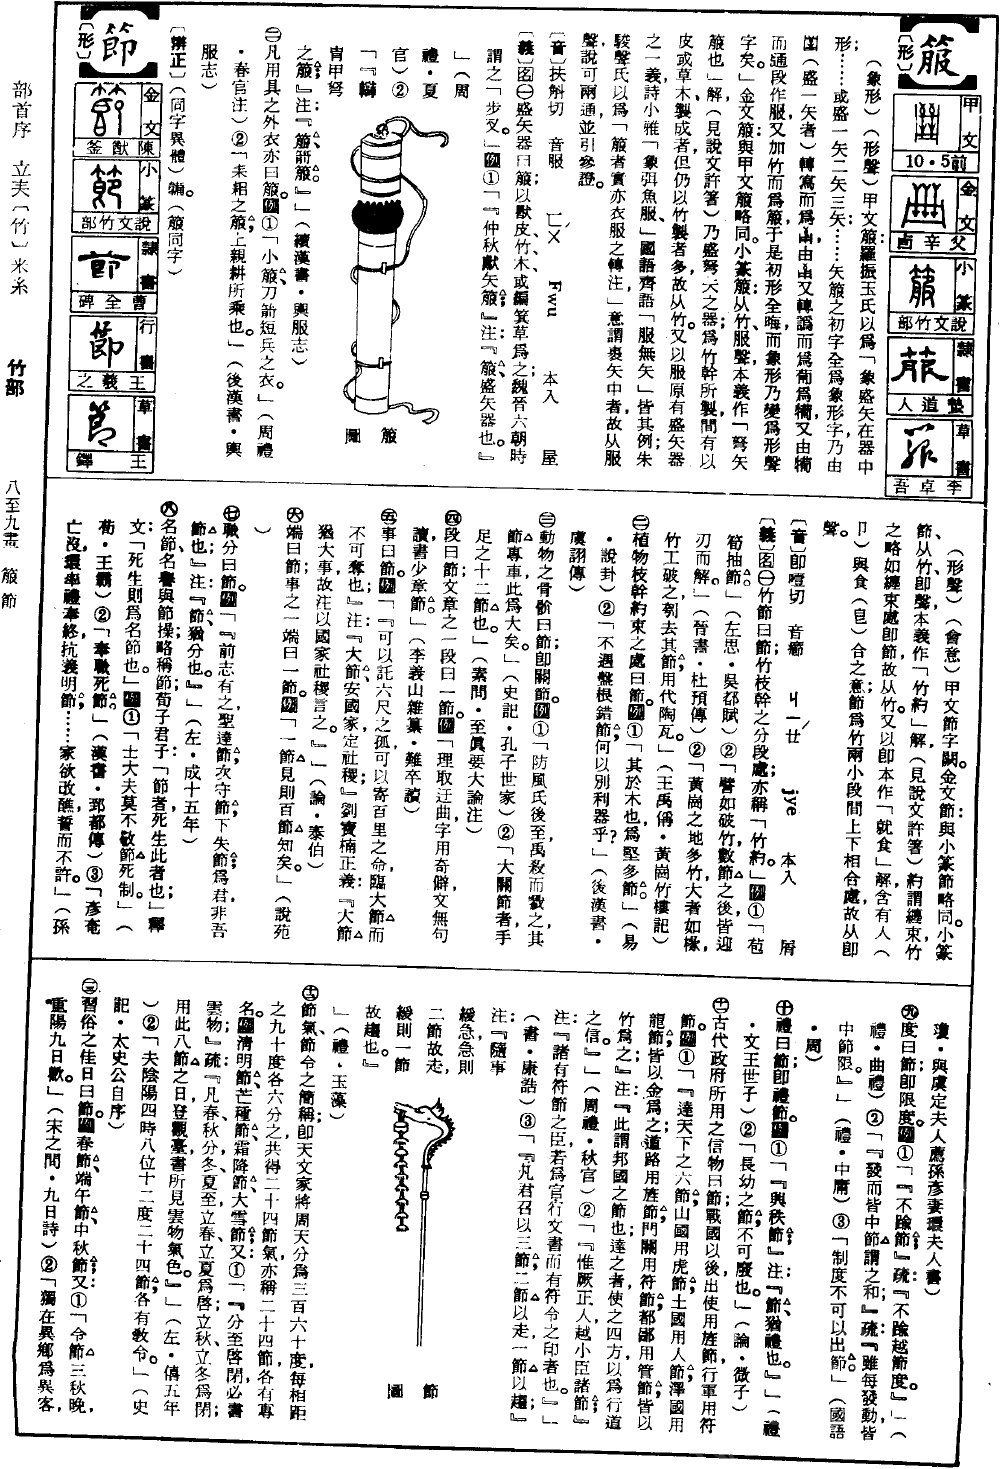 部首序　立夫「竹」米糸　竹部　八至九畫　箙節
箙
〔形〕
甲文
前5·10
金文
父辛卣
小篆
說文竹部
隸書
墊道人
草書
李卓吾
（象形）（形聲）甲文箙羅振玉氏以爲「象盛矢在器中
形……或盛一矢二矢三矢……矢箙之初字全爲象形字乃由
（盛一矢者）轉寫而爲由又轉譌而爲葡爲犕又由犕
而通段作服又加竹而爲箙于是初形全晦而象形乃變爲形聲
字矣」金文箙與甲文箙略同小篆箙从竹服聲本義作「弩矢
箙也」解（見說文許箸）乃盛弩矢之器爲竹幹所製間有以
皮或草木製成者但仍以竹製者多故从竹又以服原有盛矢器
之一義詩小雅「象弭魚服」國語齊語「服無矢」皆其例朱
駿聲氏以爲「箙者實亦衣服之轉注」意謂裹矢中者故从服
聲說可兩通並引參證。
〔音〕扶斛切　音服　ㄈㄨˊ　Fwu　本入　屋
〔義〕名㊀盛矢器曰箙以獸皮竹木或編箕草爲之魏晉六朝時
謂之「步叉」。例①「『仲秋獻矢箙』注『箙盛矢器也。』
」（周
禮・夏
官）②
「『韛
冑甲弩
箙圖
之箙』注『箙箭箙。』」（續漢書・輿服志）
㊁凡用具之外衣亦曰箙。例①「小箙刀箭短兵之衣。」（周禮
・春官注）②「耒耜之箙上親耕所乘也。」（後漢書・輿
服志）
〔辨正〕（同字異體）（箙同字）
節
〔形〕
金文
陳猷釜
小篆
說文竹部
隸書
曹全碑
行書
王羲之
草書
王鐸
（形聲）（會意）甲文節字闕。金文節與小篆節略同。小篆
節从竹卽聲本義作「竹約」解（見說文許箸）約謂纏束竹
之略如纏束處卽節故从竹又以卽本作「就食」解含有人（
卩）與食（皀）合之意節爲竹兩小段間上下相合處故从卽
聲。
〔音〕卽噎切　音癤　ㄐㄧㄝˊ　jye　本入　屑
〔義〕名㊀竹節曰節竹枝幹之分段處亦稱「竹約」。例①「苞
筍抽節」（左思・吳都賦）②「譬如破竹數節之後皆迎
刃而解。」（晉書・杜預傳）②「黃岡之地多竹大者如椽
竹工破之刳去其節用代陶瓦。」（王禹偁・黃岡竹樓記）
㊁植物枝幹約束之處曰節。例①「其於木也爲堅多節」（易
・說卦）②「不遇盤根錯節何以別利器乎？」（後漢書・
虞詡傳）
㊂動物之骨骱曰節卽關節。例①「防風氏後至禹殺而戮之其
節專車此爲大矣。」（史記・孔子世家）②「大關節者手
足之十二節也。」（素問・至眞要大論注）
㊃段曰節文章之一段曰一節。例「理取迂曲字用奇僻文無句
讀書少章節」（李義山雜纂・難卒讀）
㊄事曰節。例「『可以託六尺之孤可以寄百里之命臨大節而
不可奪也』注『大節安國家定社稷』劉寶楠正義『大節
猶大事故注以國家社稷言之。』」（論・泰伯）
㊅端曰節事之一端曰一節。例「一節見則百節知矣。」（說苑
）
㊆職分曰節。例「『前志有之聖達節次守節下失節爲君非吾
節也』注『節猶分也。』」（左・成十五年）
㊇名節名譽與節操略稱節荀子君子「節者死生此者也」釋
文「死生則爲名節也」。例①「士大夫莫不敬節死制」（
荀・王霸）②「奉職死節」（漢書・郅都傳）③「彥奄
亡沒環率禮奉終抗義明節……家欲改醮誓而不許。」（孫
瓊・與虞定夫人薦孫彥妻環夫人書）
㊈度曰節卽限度。例①「『不踰節』疏『不踰越節度』」（
禮・曲禮）②「『發而皆中節謂之和』疏『雖每發動皆
中節限。』」（禮・中庸）③「制度不可以出節」（國語
・周）
㊉禮曰節卽禮節。例①「『興秩節』注『節猶禮也。』」（禮
・文王世子）②「長幼之節不可廢也。」（論・微子）
㈩㊀古代政府所用之信物曰節戰國以後出使用旌節行軍用符
節。例①「『達天下之六節山國用虎節土國用人節澤國用
龍節皆以金爲之道路用旌節門關用符節都鄙用管節皆以
竹爲之』注『此謂邦國之節也達之者使之四方以爲行道
之信』」（周禮・秋官）②「『惟厥正人越小臣諸節』
注『諸有符節之臣若爲官行文書而有符令之印者也。』」
（書・康誥）③「『凡君召以三節二節以走一節以趨』
注『隨事
緩急急則
二節故走
緩則一節
故趨也』
節圖
」（禮・玉藻）
㈩㊁節氣節令之簡稱卽天文家將周天分爲三百六十度每相距
之九十度各六分之共得二十四節氣亦稱二十四節各有專
名。例淸明節芒種節霜降節大雪節又①「『分至啓閉必書
雲物』疏『凡春秋分冬夏至立春立夏爲啓立秋立冬爲閉
用此八節之日登觀臺書所見雲物氣色。』」（左・僖五年
）②「夫陰陽四時八位十二度二十四節各有敎令。」（史
記・太史公自序）
㈩㊂習俗之佳日曰節。例春節端午節中秋節又①「令節三秋晚，
重陽九日歡。」（宋之問・九日詩）②「獨在異鄕爲異客，